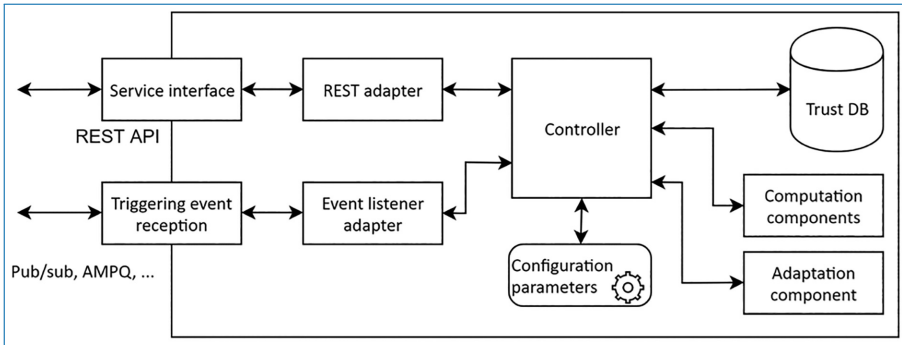 Service interface
REST adapter
Controller
Trust DB
REST API
Triggering event
reception
Event listener
adapter
Computation
components
Pub/sub, AMPQ, ...
Configuration
parameters
Adaptation
component